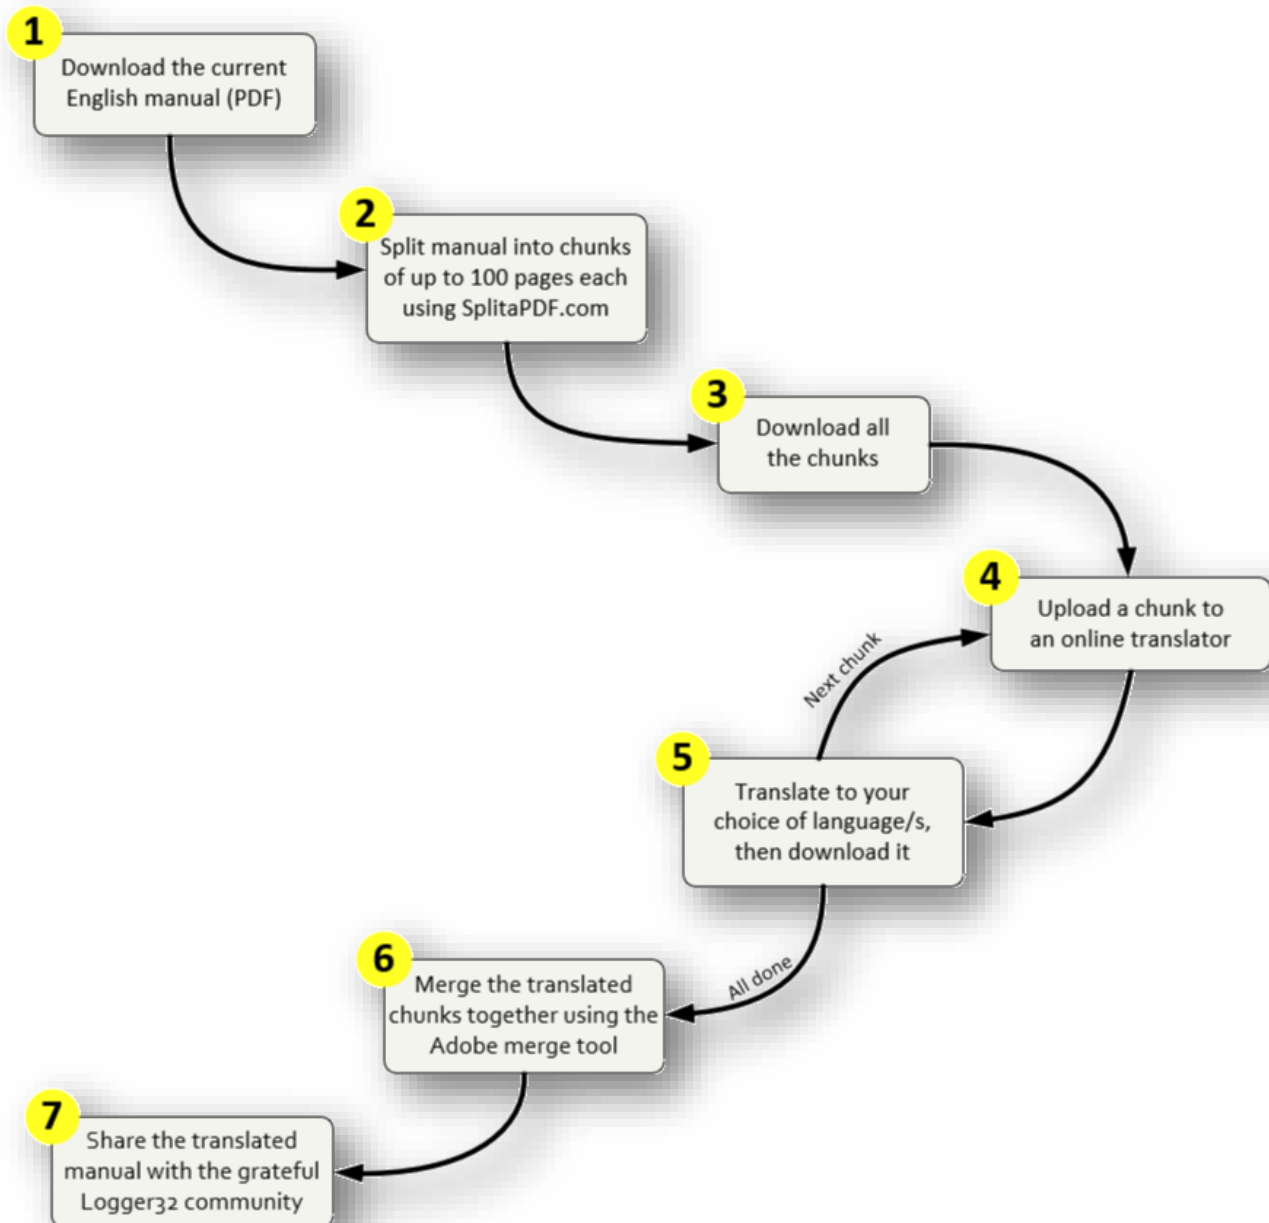 1
Download the current
English manual (PDF)
2
Split manual into chunks
of up to 100 pages each
using SplitaPDF.com
3
Download all
the chunks
4
Upload a chunk to
an online translator
Next chunk
5
Translate to your
choice of language/s,
then download it
All done
6
Merge the translated
chunks together using the
Adobe merge tool
7
Share the translated
manual with the grateful
Logger32 community